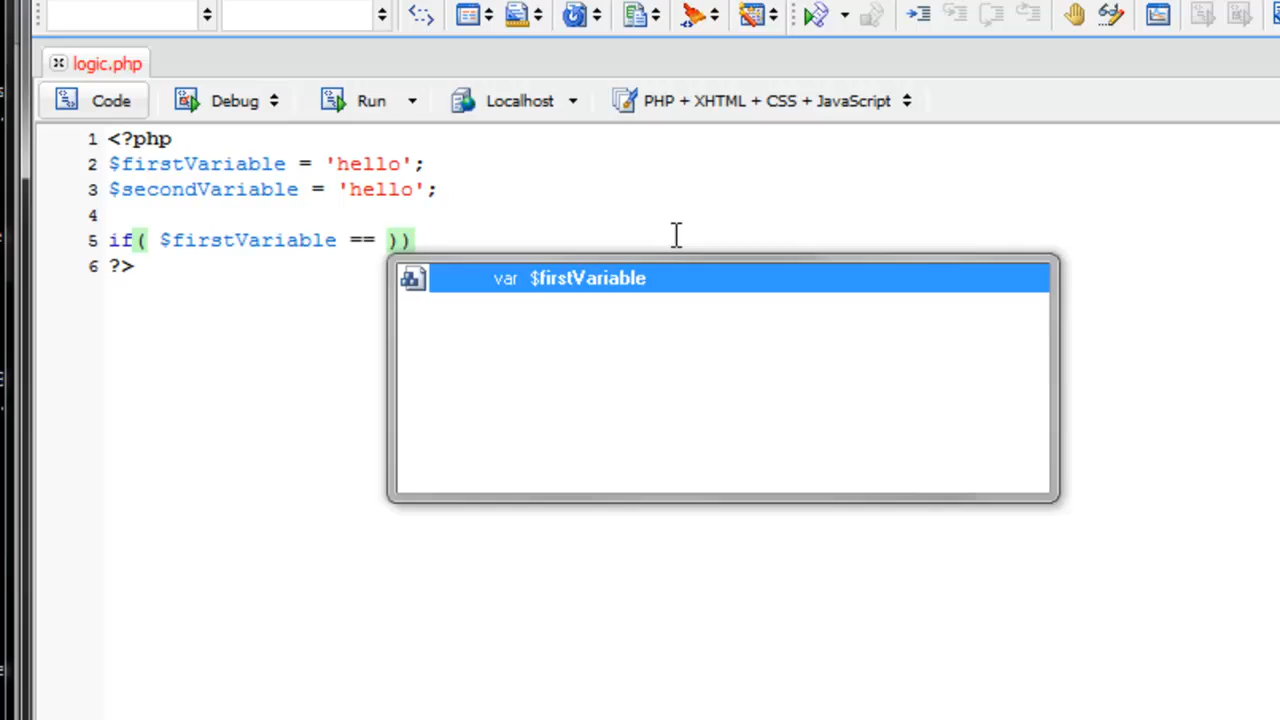 logic.php
Code Debug Run Localhost PHP + XHTML + CSS + JavaScript
1 <?php
2 $firstVariable = 'hello';
3 $secondVariable = 'hello';
4
5 if( $firstVariable == ))
6 ?>
var $firstVariable